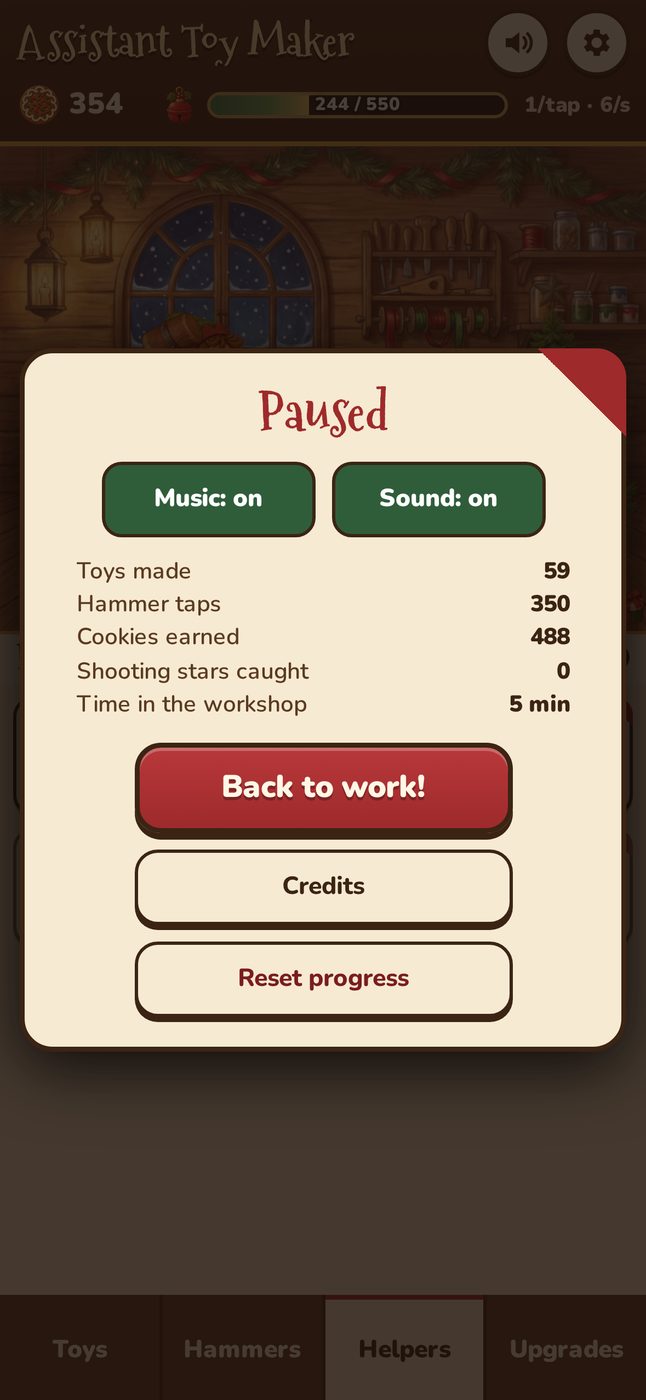 Assistant Toy Maker
354
244 / 550
1/tap · 6/s
Paused
Music: on
Sound: on
Toys made 59
Hammer taps 350
Cookies earned 488
Shooting stars caught 0
Time in the workshop 5 min
Back to work!
Credits
Reset progress
Toys
Hammers
Helpers
Upgrades